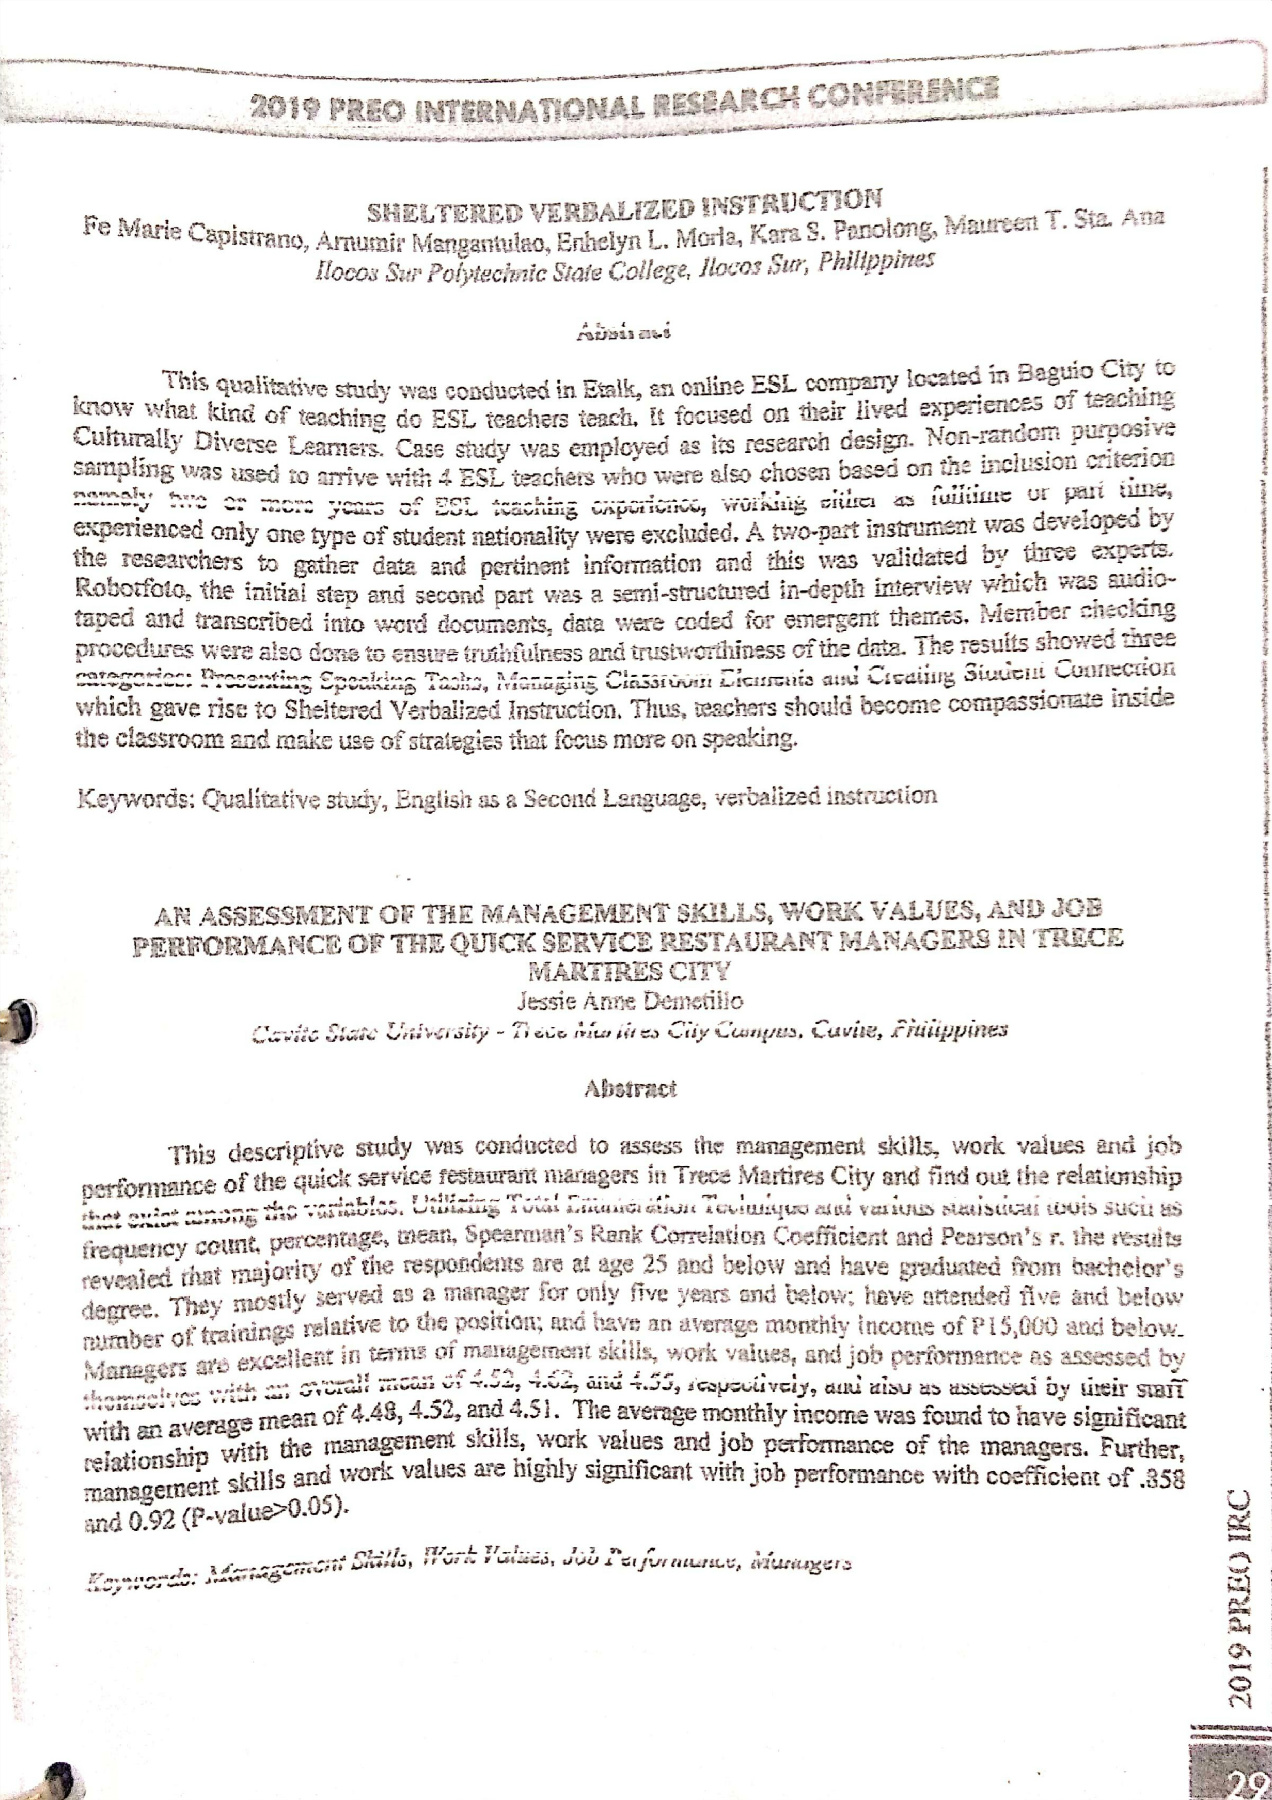 2019 PREO INTERNATIONAL RESEARCH CONFERENCE
SHELTERED VERBALIZED INSTRUCTION
Fe Marie Capistrano, Arnumir Mangantulao, Enhelyn L. Morla, Kara S. Panolong, Maureen T. Sta. Ana
Ilocos Sur Polytechnic State College, Ilocos Sur, Philippines
Abstract
This qualitative study was conducted in Etalk, an online ESL company located in Baguio City to
know what kind of teaching do ESL teachers teach. It focused on their lived experiences of teaching
Culturally Diverse Learners. Case study was employed as its research design. Non-random purposive
sampling was used to arrive with 4 ESL teachers who were also chosen based on the inclusion criterion
namely two or more years of ESL teaching experience, working either as fulltime or part time,
experienced only one type of student nationality were excluded. A two-part instrument was developed by
the researchers to gather data and pertinent information and this was validated by three experts.
Robotfoto, the initial step and second part was a semi-structured in-depth interview which was audio-
taped and transcribed into word documents, data were coded for emergent themes. Member checking
procedures were also done to ensure truthfulness and trustworthiness of the data. The results showed three
categories: Presenting Speaking Tasks, Managing Classroom Elements and Creating Student Connection
which gave rise to Sheltered Verbalized Instruction. Thus, teachers should become compassionate inside
the classroom and make use of strategies that focus more on speaking.
Keywords: Qualitative study, English as a Second Language, verbalized instruction
AN ASSESSMENT OF THE MANAGEMENT SKILLS, WORK VALUES, AND JOB
PERFORMANCE OF THE QUICK SERVICE RESTAURANT MANAGERS IN TRECE
MARTIRES CITY
Jessie Anne Demetillo
Cavite State University - Trece Martires City Campus, Cavite, Philippines
Abstract
This descriptive study was conducted to assess the management skills, work values and job
performance of the quick service restaurant managers in Trece Martires City and find out the relationship
that exist among the variables. Utilizing Total Enumeration Technique and various statistical tools such as
frequency count, percentage, mean, Spearman's Rank Correlation Coefficient and Pearson's r. the results
revealed that majority of the respondents are at age 25 and below and have graduated from bachelor's
degree. They mostly served as a manager for only five years and below; have attended five and below
number of trainings relative to the position; and have an average monthly income of P15,000 and below.
Managers are excellent in terms of management skills, work values, and job performance as assessed by
themselves with an overall mean of 4.52, 4.62, and 4.55, respectively, and also as assessed by their staff
with an average mean of 4.48, 4.52, and 4.51. The average monthly income was found to have significant
relationship with the management skills, work values and job performance of the managers. Further,
management skills and work values are highly significant with job performance with coefficient of .858
and 0.92 (P-value>0.05).
Keywords: Management Skills, Work Values, Job Performance, Managers
2019 PREO IRC
29